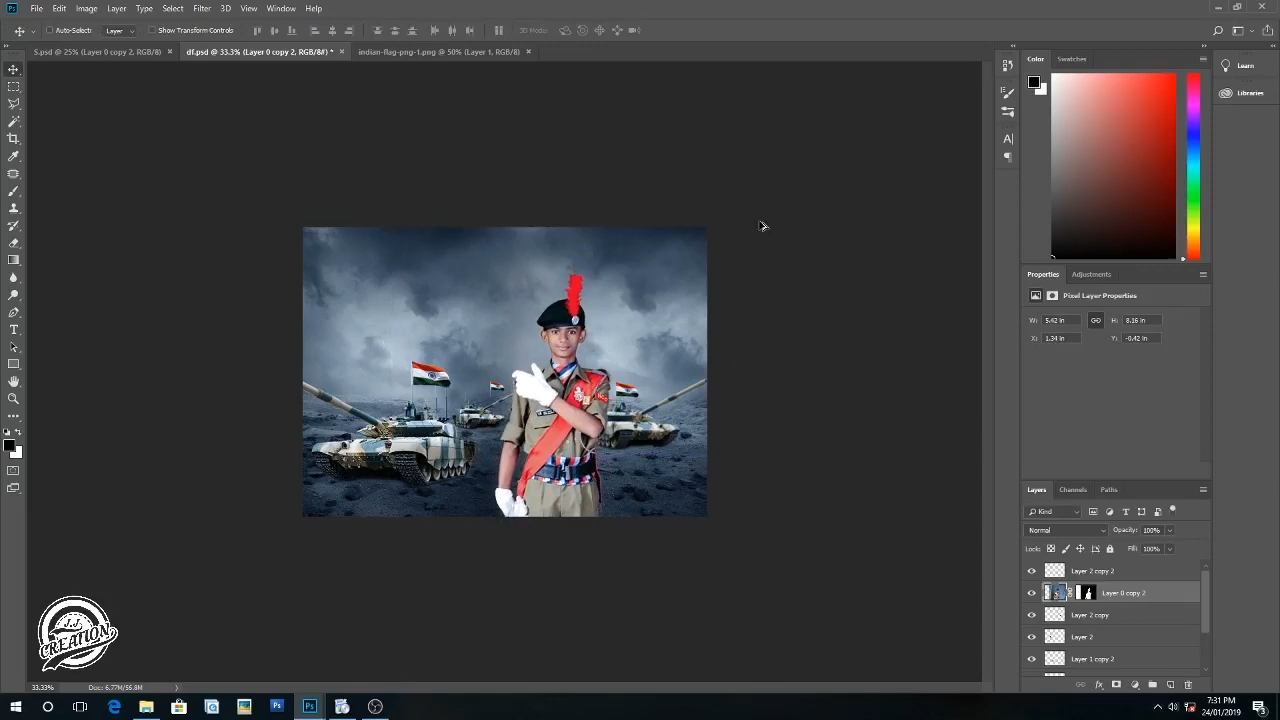 Ps File Edit Image Layer Type Select Filter 3D View Window Help
Auto-Select: Layer Show Transform Controls 3D Mode:
S.psd @ 25% (Layer 0 copy 2, RGB/8) × df.psd @ 33.3% (Layer 0 copy 2, RGB/8#) * × indian-flag-png-1.png @ 50% (Layer 1, RGB/8) ×
Color Swatches
Learn
Libraries
Properties Adjustments
Pixel Layer Properties
W: 5.42 in H: 8.16 in
X: 1.34 in Y: -0.42 in
Layers Channels Paths
Kind
Normal Opacity: 100%
Lock: Fill: 100%
Layer 2 copy 2
Layer 0 copy 2
Layer 2 copy
Layer 2
Layer 1 copy 2
J.J
CREATION
33.33% Doc: 6.77M/56.8M
7:31 PM
24/01/2019